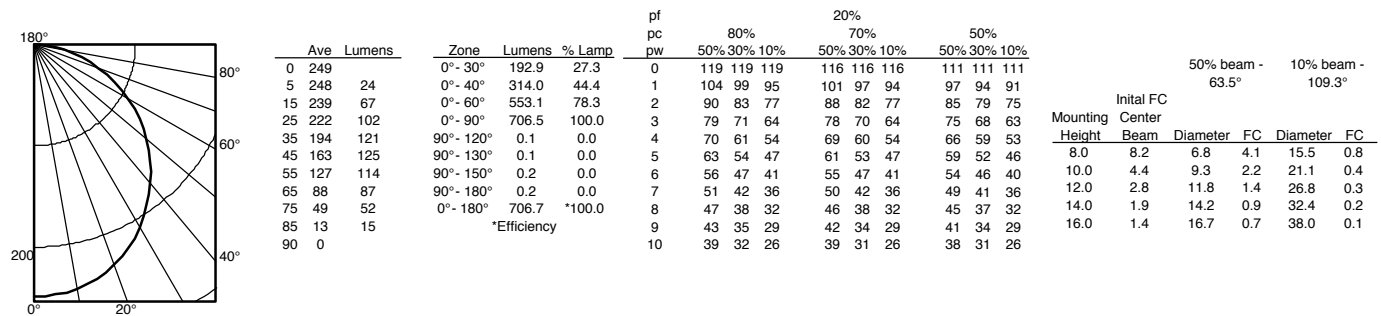 180°
80°
60°
40°
200
0° 20°
Ave Lumens
0 249
5 248 24
15 239 67
25 222 102
35 194 121
45 163 125
55 127 114
65 88 87
75 49 52
85 13 15
90 0
Zone Lumens % Lamp
0°- 30° 192.9 27.3
0°- 40° 314.0 44.4
0°- 60° 553.1 78.3
0°- 90° 706.5 100.0
90°- 120° 0.1 0.0
90°- 130° 0.1 0.0
90°- 150° 0.2 0.0
90°- 180° 0.2 0.0
0°- 180° 706.7 *100.0
*Efficiency
pf 20%
pc 80% 70% 50%
pw 50% 30% 10% 50% 30% 10% 50% 30% 10%
0 119 119 119 116 116 116 111 111 111
1 104 99 95 101 97 94 97 94 91
2 90 83 77 88 82 77 85 79 75
3 79 71 64 78 70 64 75 68 63
4 70 61 54 69 60 54 66 59 53
5 63 54 47 61 53 47 59 52 46
6 56 47 41 55 47 41 54 46 40
7 51 42 36 50 42 36 49 41 36
8 47 38 32 46 38 32 45 37 32
9 43 35 29 42 34 29 41 34 29
10 39 32 26 39 31 26 38 31 26
50% beam - 10% beam -
63.5° 109.3°
Inital FC
Mounting Center
Height Beam Diameter FC Diameter FC
8.0 8.2 6.8 4.1 15.5 0.8
10.0 4.4 9.3 2.2 21.1 0.4
12.0 2.8 11.8 1.4 26.8 0.3
14.0 1.9 14.2 0.9 32.4 0.2
16.0 1.4 16.7 0.7 38.0 0.1